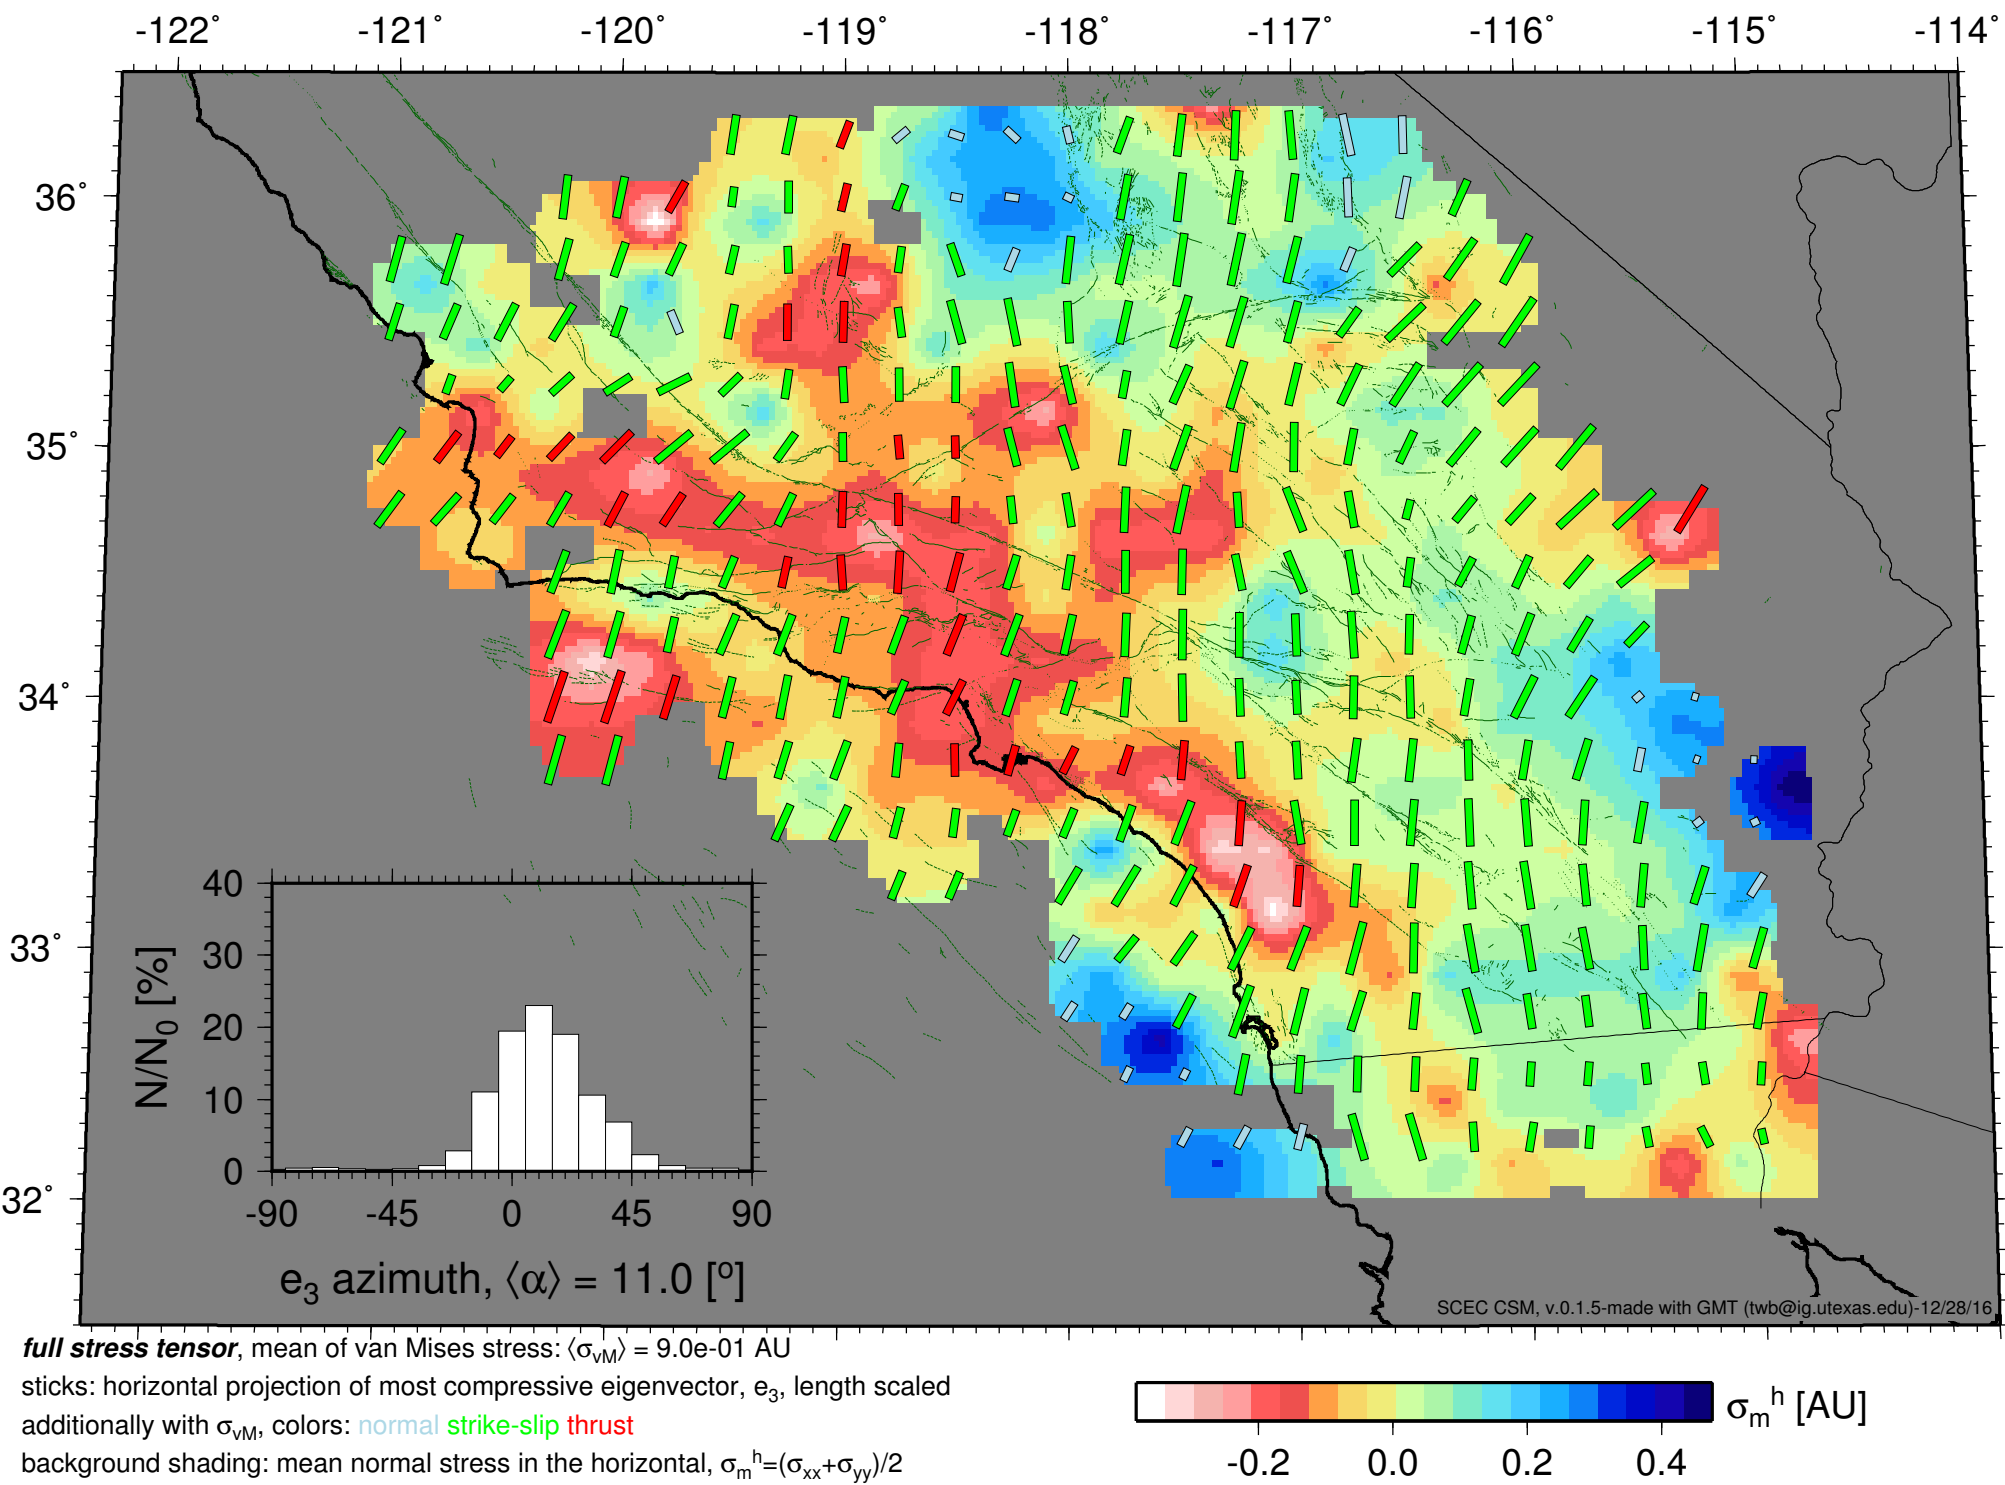 -122° -121° -120° -119° -118° -117° -116° -115° -114°
36°
35°
34°
33°
32°
40
30
20
10
0
N/N0 [%]
-90 -45 0 45 90
e3 azimuth, ⟨α⟩ = 11.0 [o]
SCEC CSM, v.0.1.5-made with GMT (twb@ig.utexas.edu)-12/28/16
full stress tensor, mean of van Mises stress: ⟨σvM⟩ = 9.0e-01 AU
sticks: horizontal projection of most compressive eigenvector, e3, length scaled
additionally with σvM, colors: normal strike-slip thrust
background shading: mean normal stress in the horizontal, σm^h=(σxx+σyy)/2
σm^h [AU]
-0.2 0.0 0.2 0.4